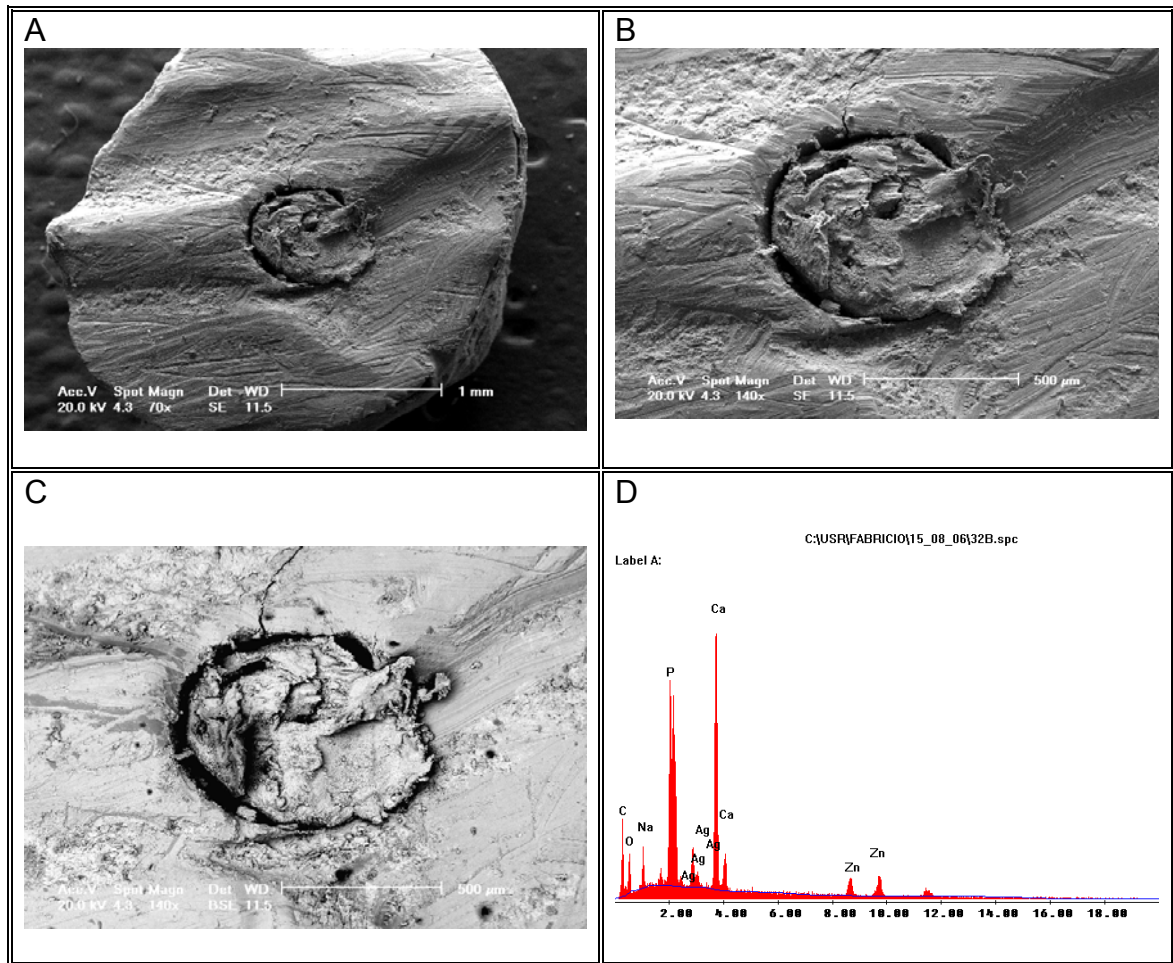 A
Acc.V Spot Magn Det WD 1 mm
20.0 kV 4.3 70x SE 11.5
B
Acc.V Spot Magn Det WD 500 µm
20.0 kV 4.3 140x SE 11.5
C
Acc.V Spot Magn Det WD 500 µm
20.0 kV 4.3 140x BSE 11.5
D
C:\USR\FABRICIO\15_08_06\32B.spc
Label A:
Ca
P
C
O
Na
Ag
Ag
Ag
Ag
Ca
Zn
Zn
2.00 4.00 6.00 8.00 10.00 12.00 14.00 16.00 18.00